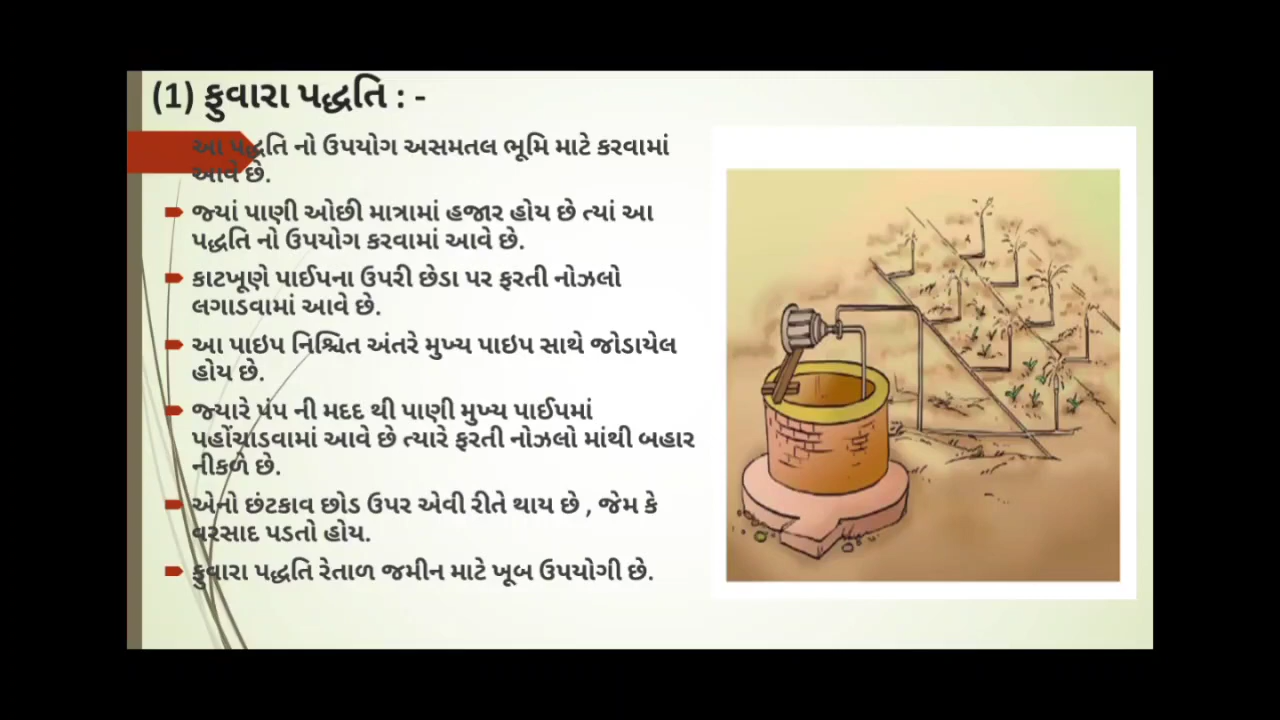 (1) ફુવારા પદ્ધતિ : -
આ પદ્ધતિ નો ઉપયોગ અસમતલ ભૂમિ માટે કરવામાં
આવે છે.
જ્યાં પાણી ઓછી માત્રામાં હજાર હોય છે ત્યાં આ
પદ્ધતિ નો ઉપયોગ કરવામાં આવે છે.
કાટખૂણે પાઈપના ઉપરી છેડા પર ફરતી નોઝલો
લગાડવામાં આવે છે.
આ પાઇપ નિશ્ચિત અંતરે મુખ્ય પાઇપ સાથે જોડાયેલ
હોય છે.
જ્યારે પંપ ની મદદ થી પાણી મુખ્ય પાઈપમાં
પહોંચાડવામાં આવે છે ત્યારે ફરતી નોઝલો માંથી બહાર
નીકળે છે.
એનો છંટકાવ છોડ ઉપર એવી રીતે થાય છે , જેમ કે
વરસાદ પડતો હોય.
ફુવારા પદ્ધતિ રેતાળ જમીન માટે ખૂબ ઉપયોગી છે.